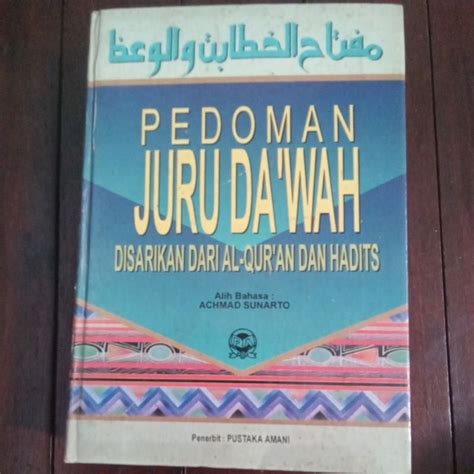 مفتاح الخطابة والوعظ
PEDOMAN
JURU DA'WAH
DISARIKAN DARI AL-QUR'AN DAN HADITS
Alih Bahasa :
ACHMAD SUNARTO
Penerbit : PUSTAKA AMANI